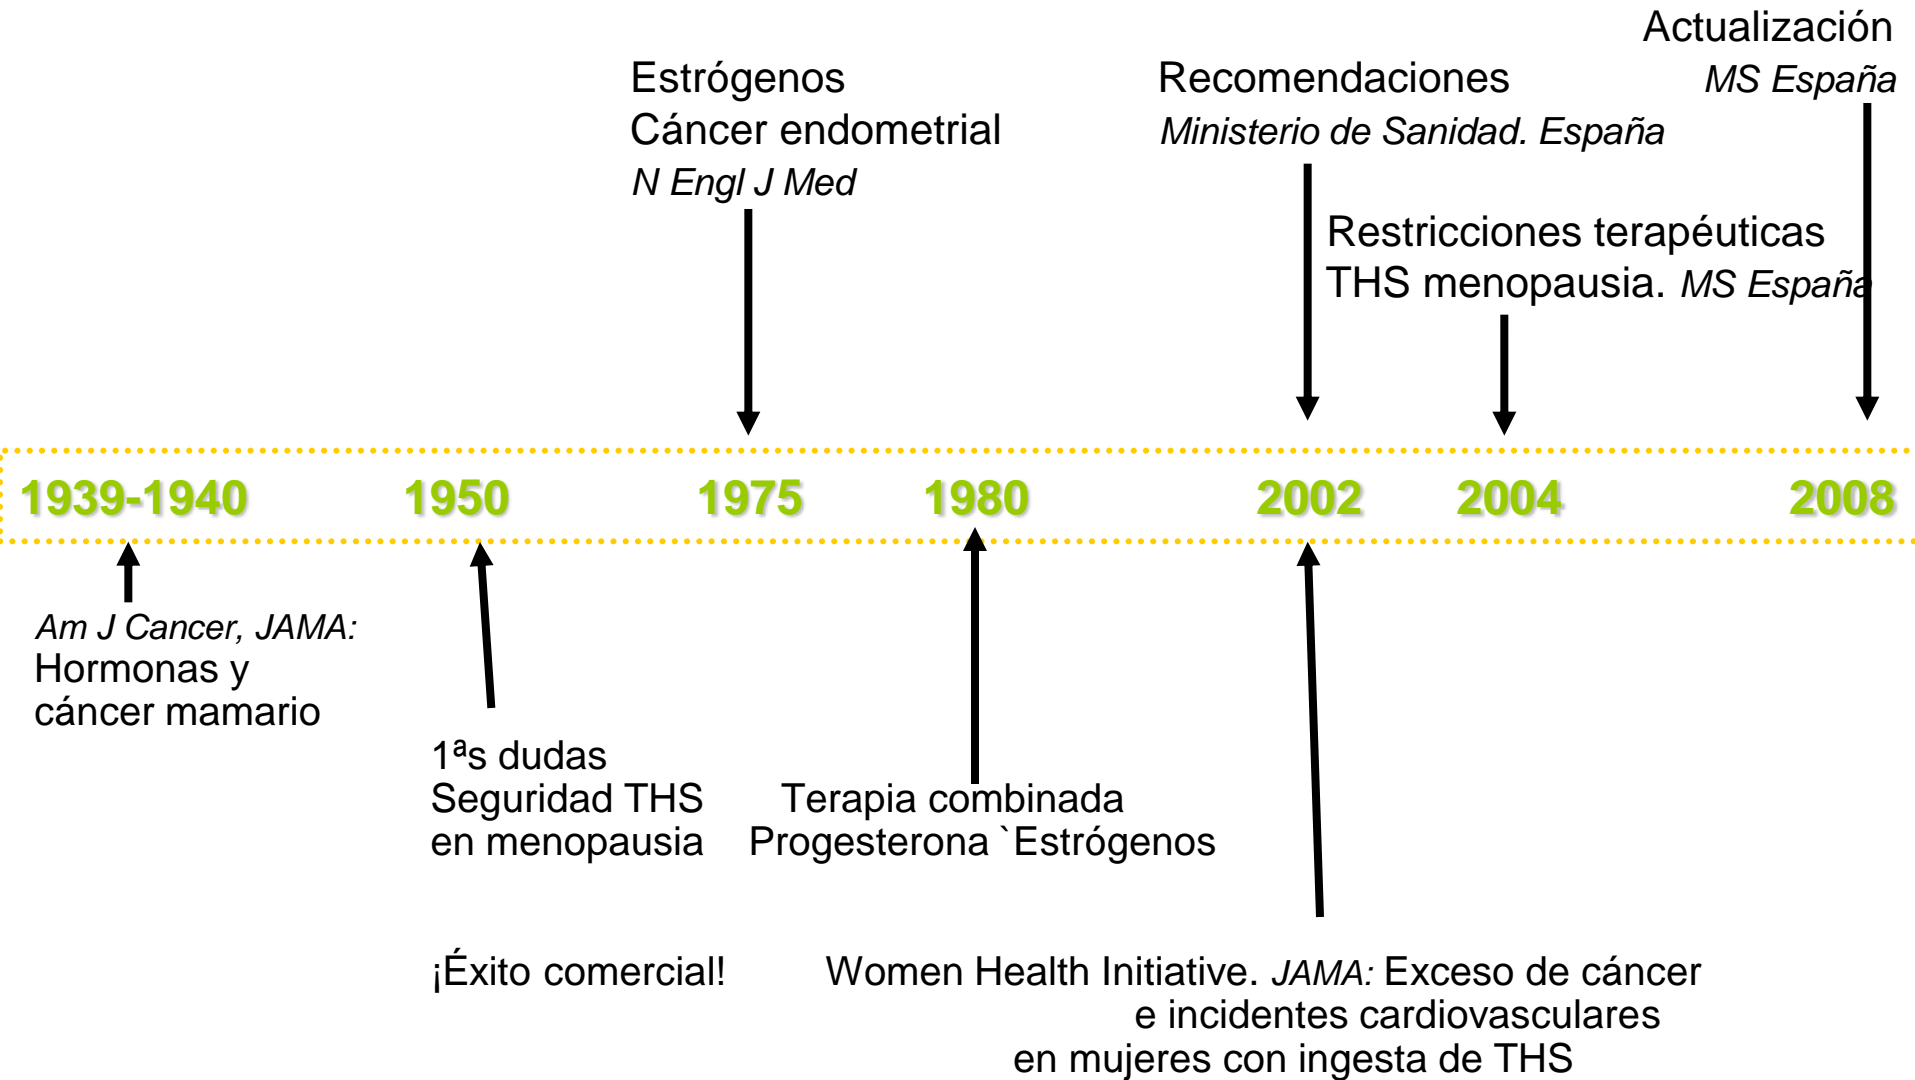 Actualización
MS España
Estrógenos
Cáncer endometrial
N Engl J Med
Recomendaciones
Ministerio de Sanidad. España
Restricciones terapéuticas
THS menopausia. MS España
1939-1940 1950 1975 1980 2002 2004 2008
Am J Cancer, JAMA:
Hormonas y
cáncer mamario
1ªs dudas
Seguridad THS
en menopausia
Terapia combinada
Progesterona `Estrógenos
¡Éxito comercial!
Women Health Initiative. JAMA: Exceso de cáncer
e incidentes cardiovasculares
en mujeres con ingesta de THS